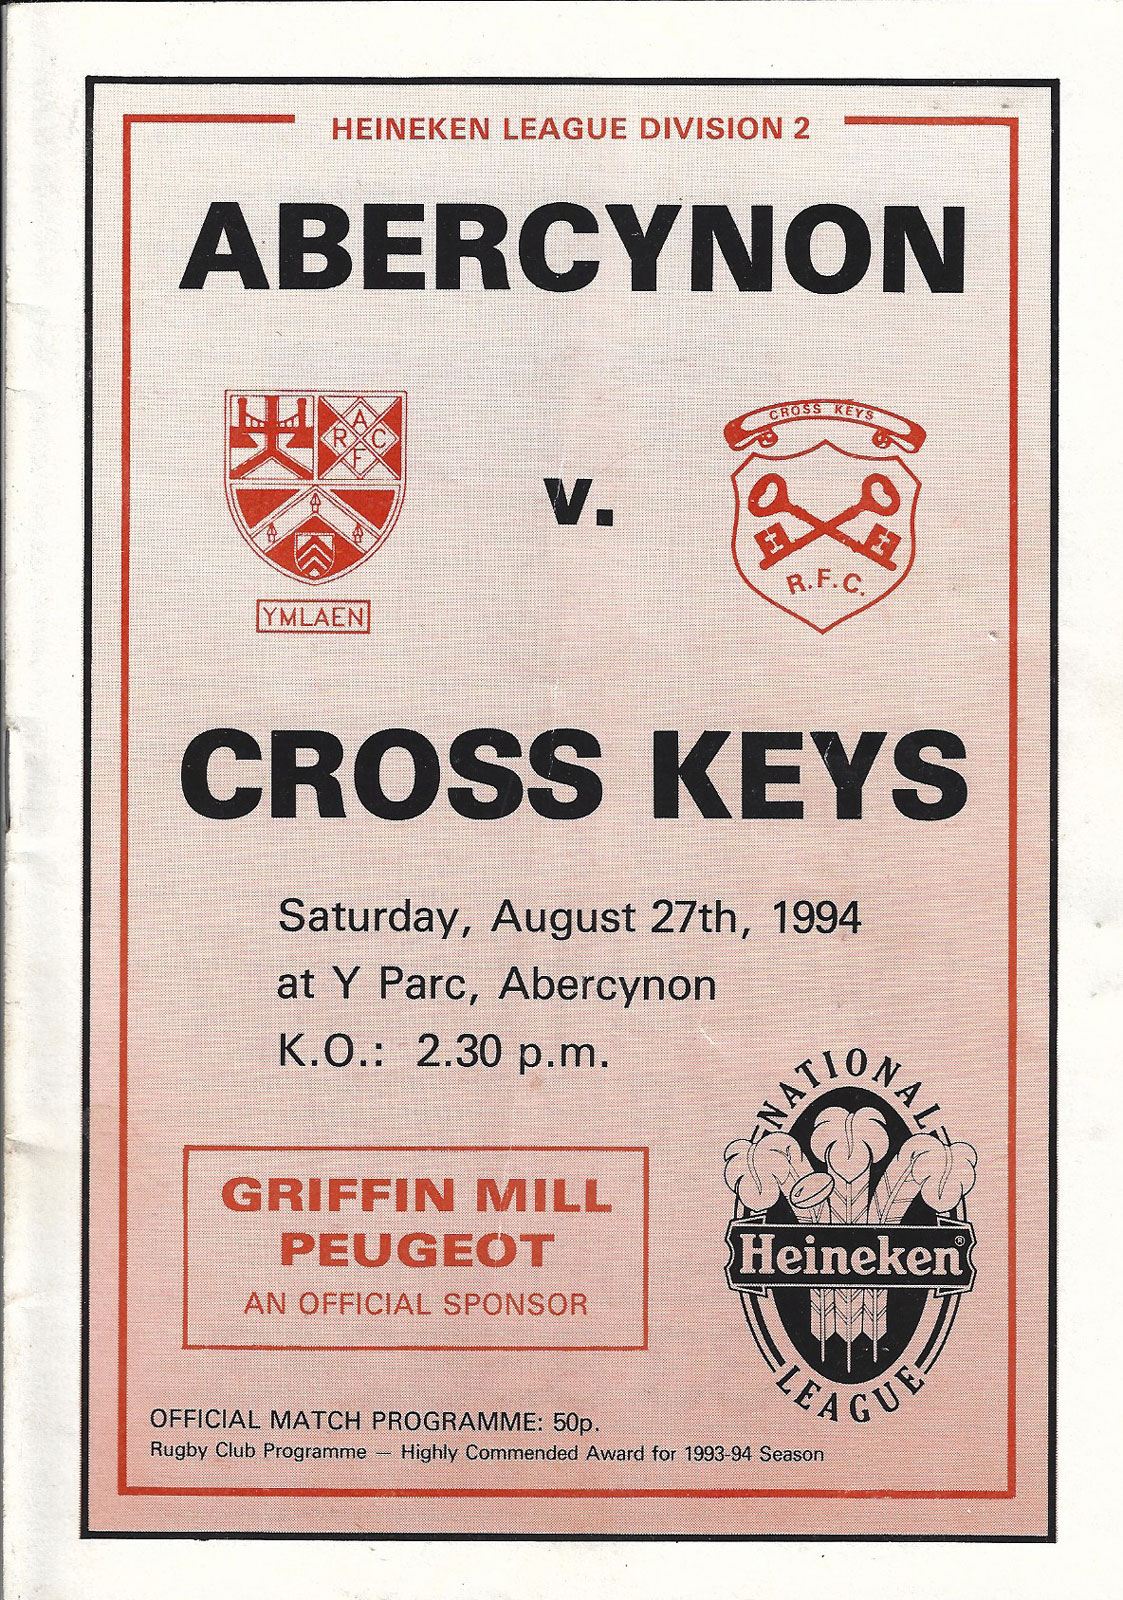 HEINEKEN LEAGUE DIVISION 2
ABERCYNON
A
R C
F
YMLAEN
v.
CROSS KEYS
R.F.C.
CROSS KEYS
Saturday, August 27th, 1994
at Y Parc, Abercynon
K.O.: 2.30 p.m.
GRIFFIN MILL
PEUGEOT
AN OFFICIAL SPONSOR
NATIONAL
Heineken®
LEAGUE
OFFICIAL MATCH PROGRAMME: 50p.
Rugby Club Programme — Highly Commended Award for 1993-94 Season